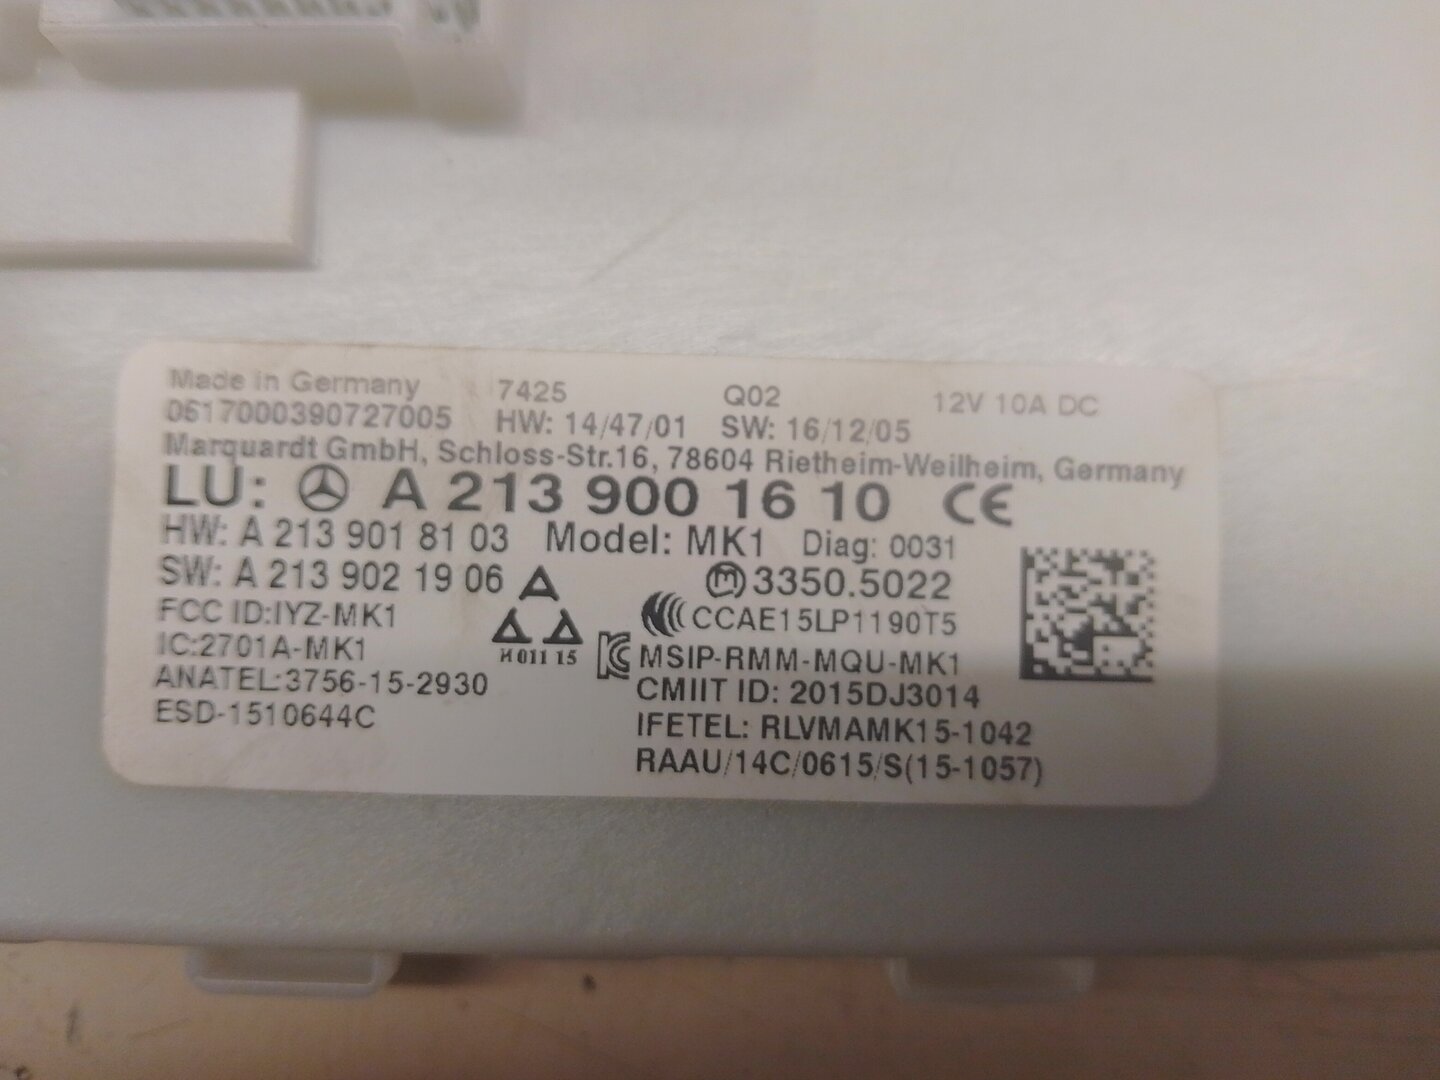 Made in Germany 7425 Q02 12V 10A DC
0617000390727005 HW: 14/47/01 SW: 16/12/05
Marquardt GmbH, Schloss-Str.16, 78604 Rietheim-Weilheim, Germany
LU: A 213 900 16 10 CE
HW: A 213 901 81 03 Model: MK1 Diag: 0031
SW: A 213 902 19 06 3350.5022
FCC ID:IYZ-MK1 CCAE15LP1190T5
IC:2701A-MK1 H 011 15 MSIP-RMM-MQU-MK1
ANATEL:3756-15-2930 CMIIT ID: 2015DJ3014
ESD-1510644C IFETEL: RLVMAMK15-1042
RAAU/14C/0615/S(15-1057)